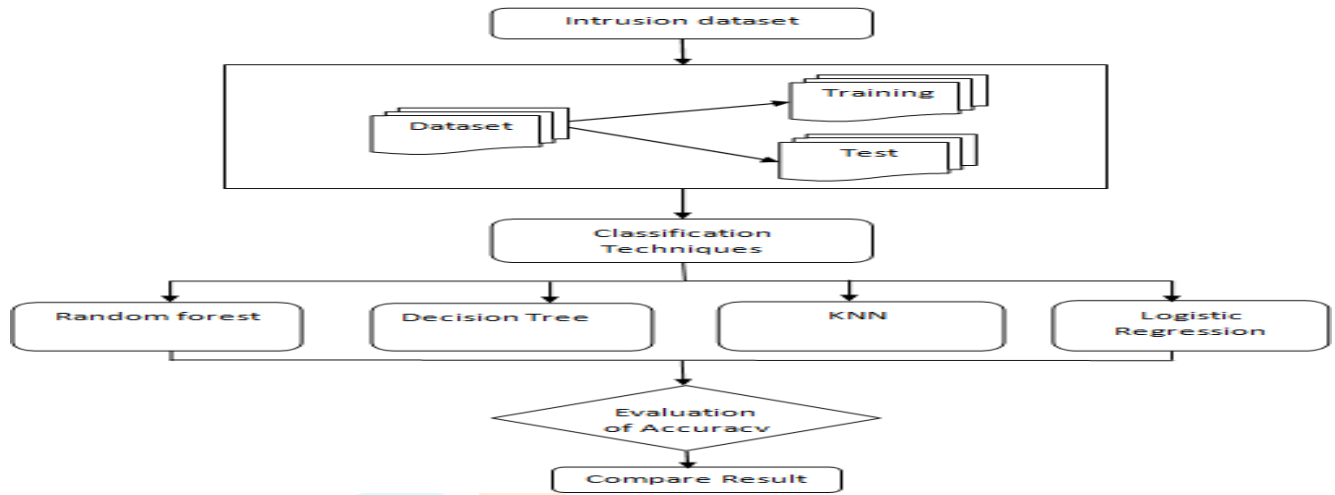 Intrusion dataset
Training
Dataset
Test
Classification
Techniques
Random forest
Decision Tree
KNN
Logistic
Regression
Evaluation
of Accuracy
Compare Result